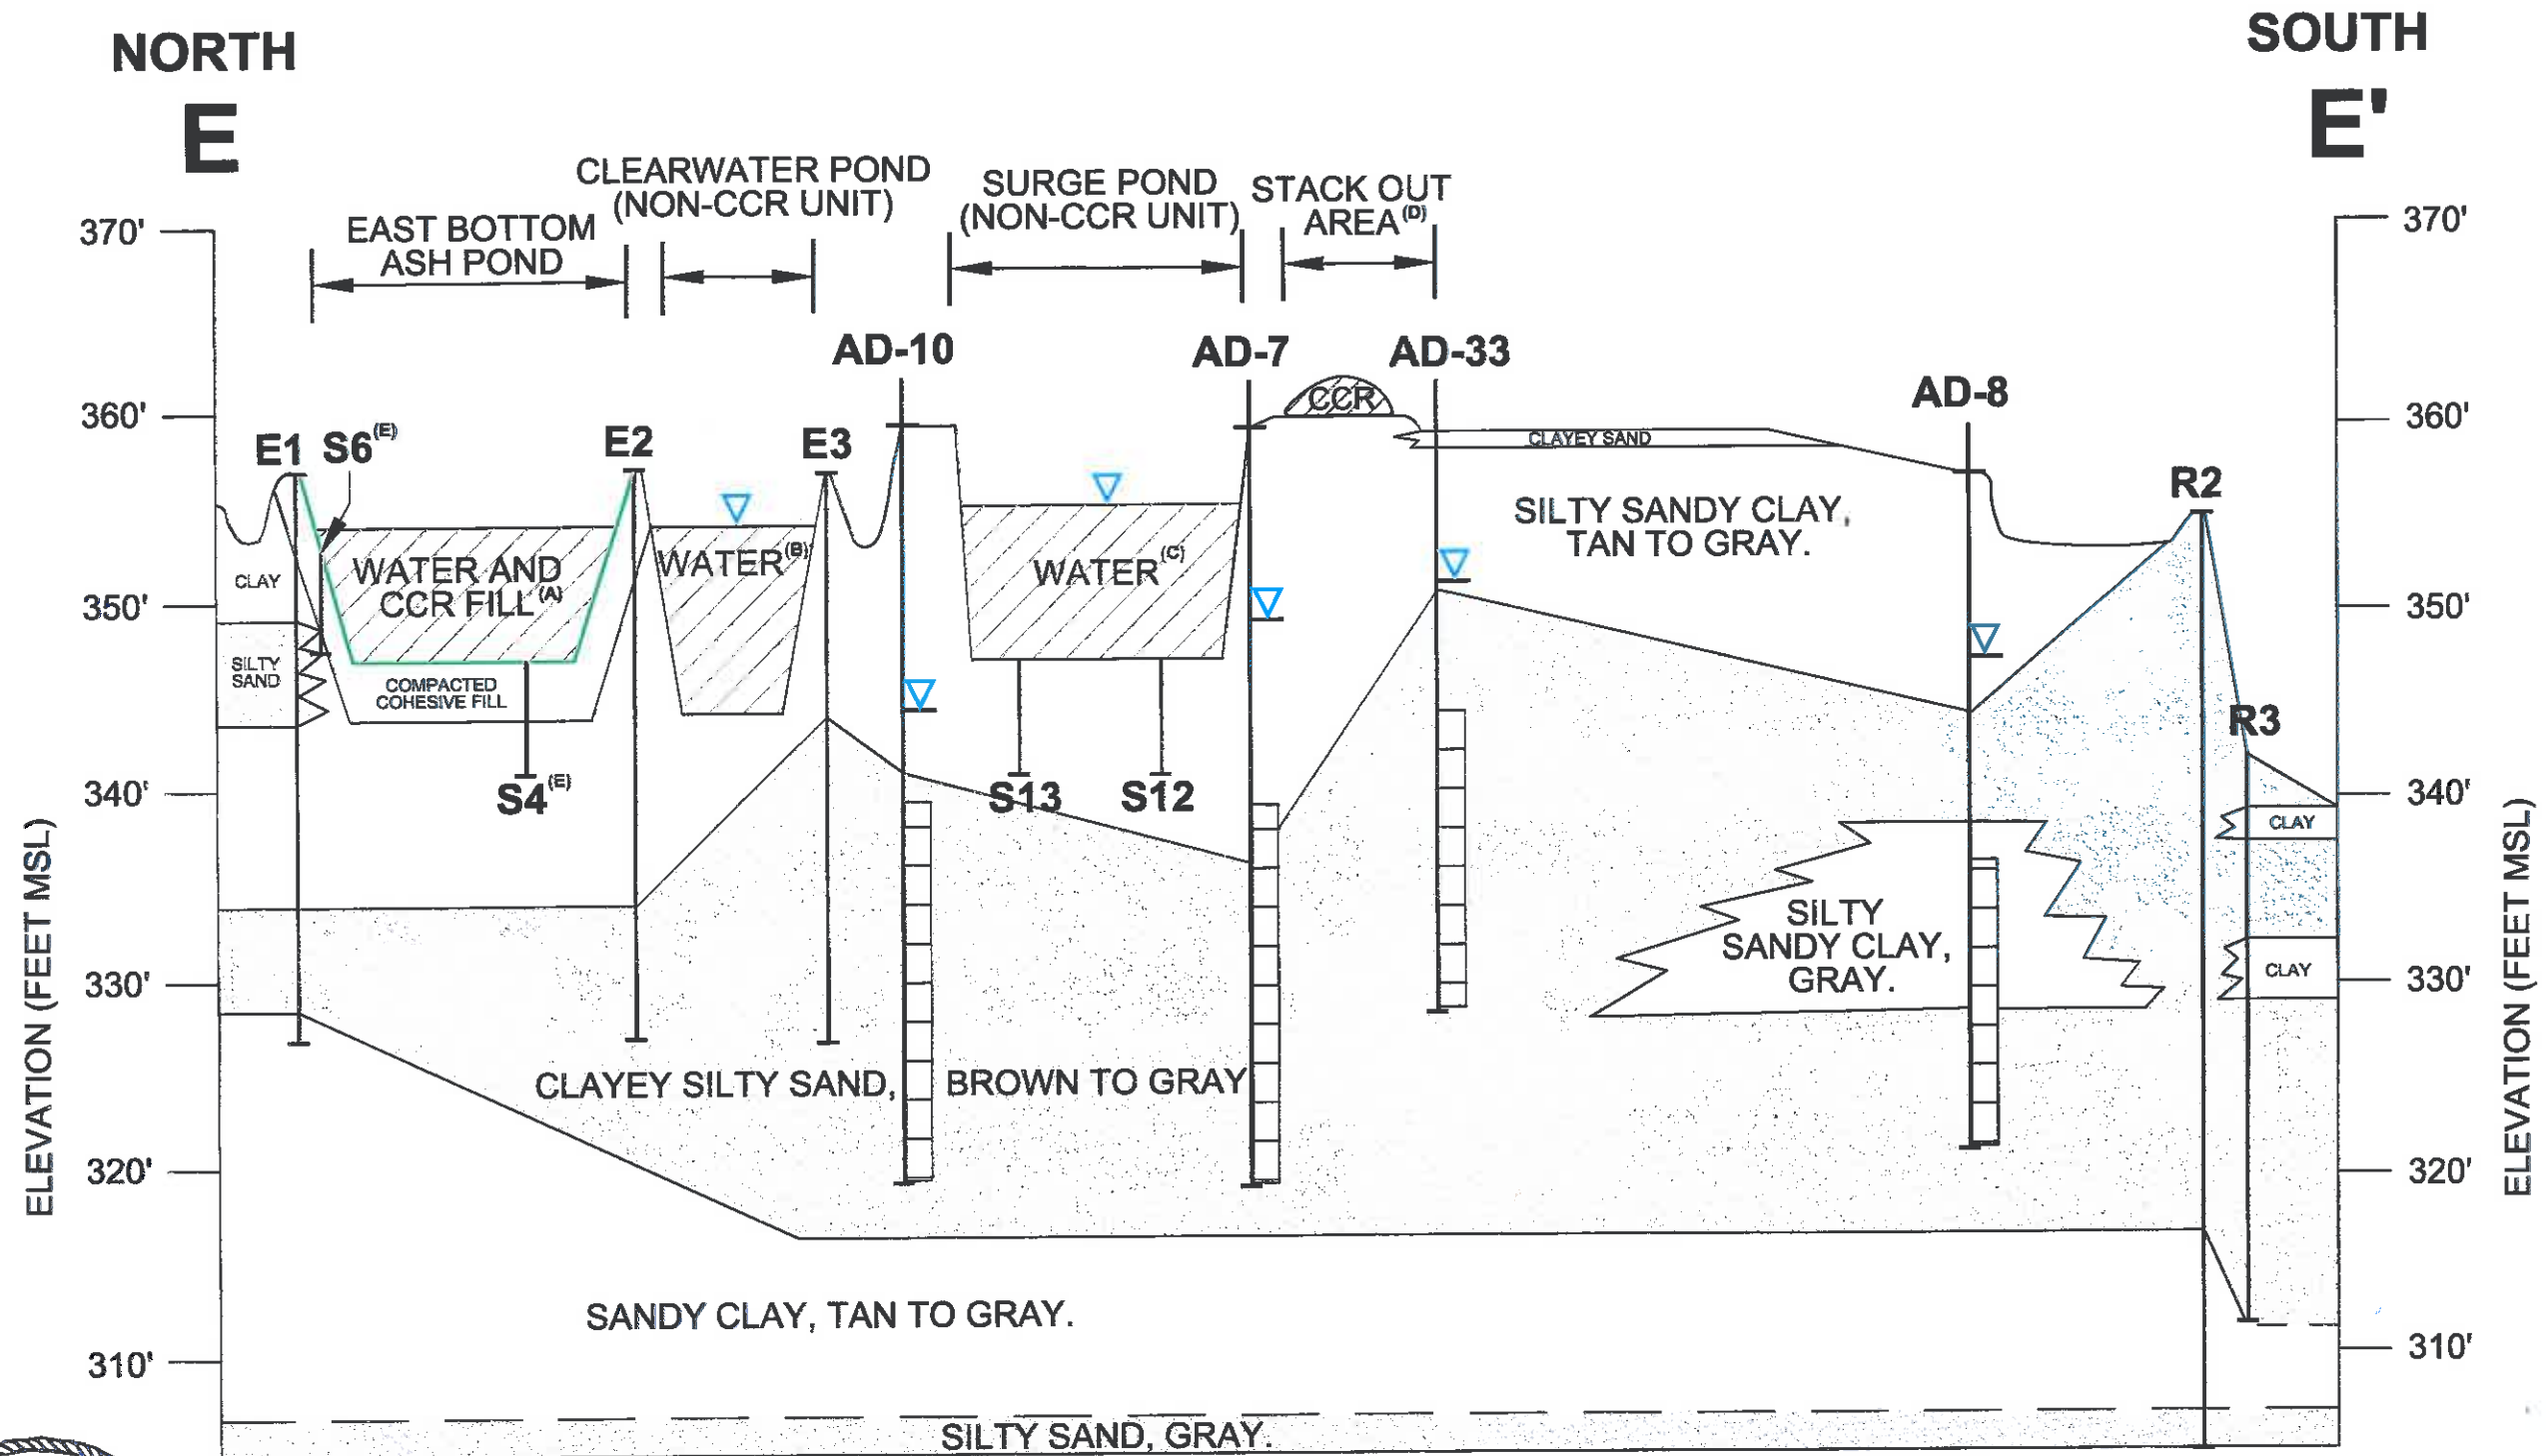 NORTH
SOUTH
E
E'
CLEARWATER POND
(NON-CCR UNIT)
SURGE POND
(NON-CCR UNIT)
STACK OUT
AREA(D)
EAST BOTTOM
ASH POND
370'
370'
AD-10
AD-7
AD-33
AD-8
CCR
360'
360'
E1
S6(E)
E2
E3
CLAYEY SAND
R2
SILTY SANDY CLAY,
TAN TO GRAY.
CLAY
WATER AND
CCR FILL(A)
WATER(B)
WATER(C)
350'
350'
SILTY
SAND
COMPACTED
COHESIVE FILL
R3
340'
340'
S4(E)
S13
S12
CLAY
SILTY
SANDY CLAY,
GRAY.
CLAY
330'
330'
ELEVATION (FEET MSL)
ELEVATION (FEET MSL)
CLAYEY SILTY SAND, BROWN TO GRAY
320'
320'
SANDY CLAY, TAN TO GRAY.
310'
310'
SILTY SAND, GRAY.